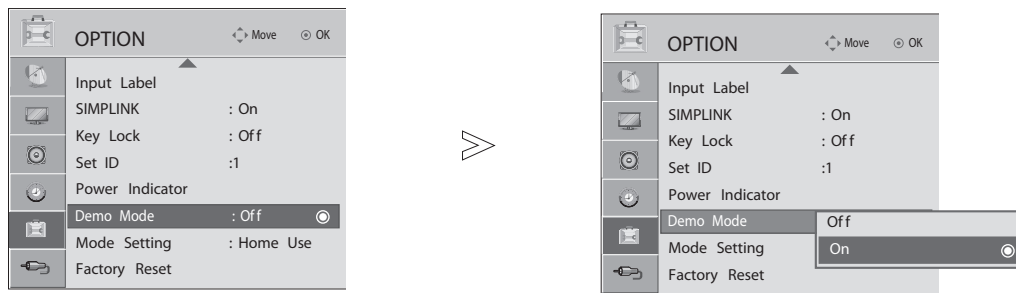 OPTION Move OK
Input Label
SIMPLINK : On
Key Lock : Off
Set ID :1
Power Indicator
Demo Mode : Off
Mode Setting : Home Use
Factory Reset
OPTION Move OK
Input Label
SIMPLINK : On
Key Lock : Off
Set ID :1
Power Indicator
Demo Mode Off
Mode Setting On
Factory Reset